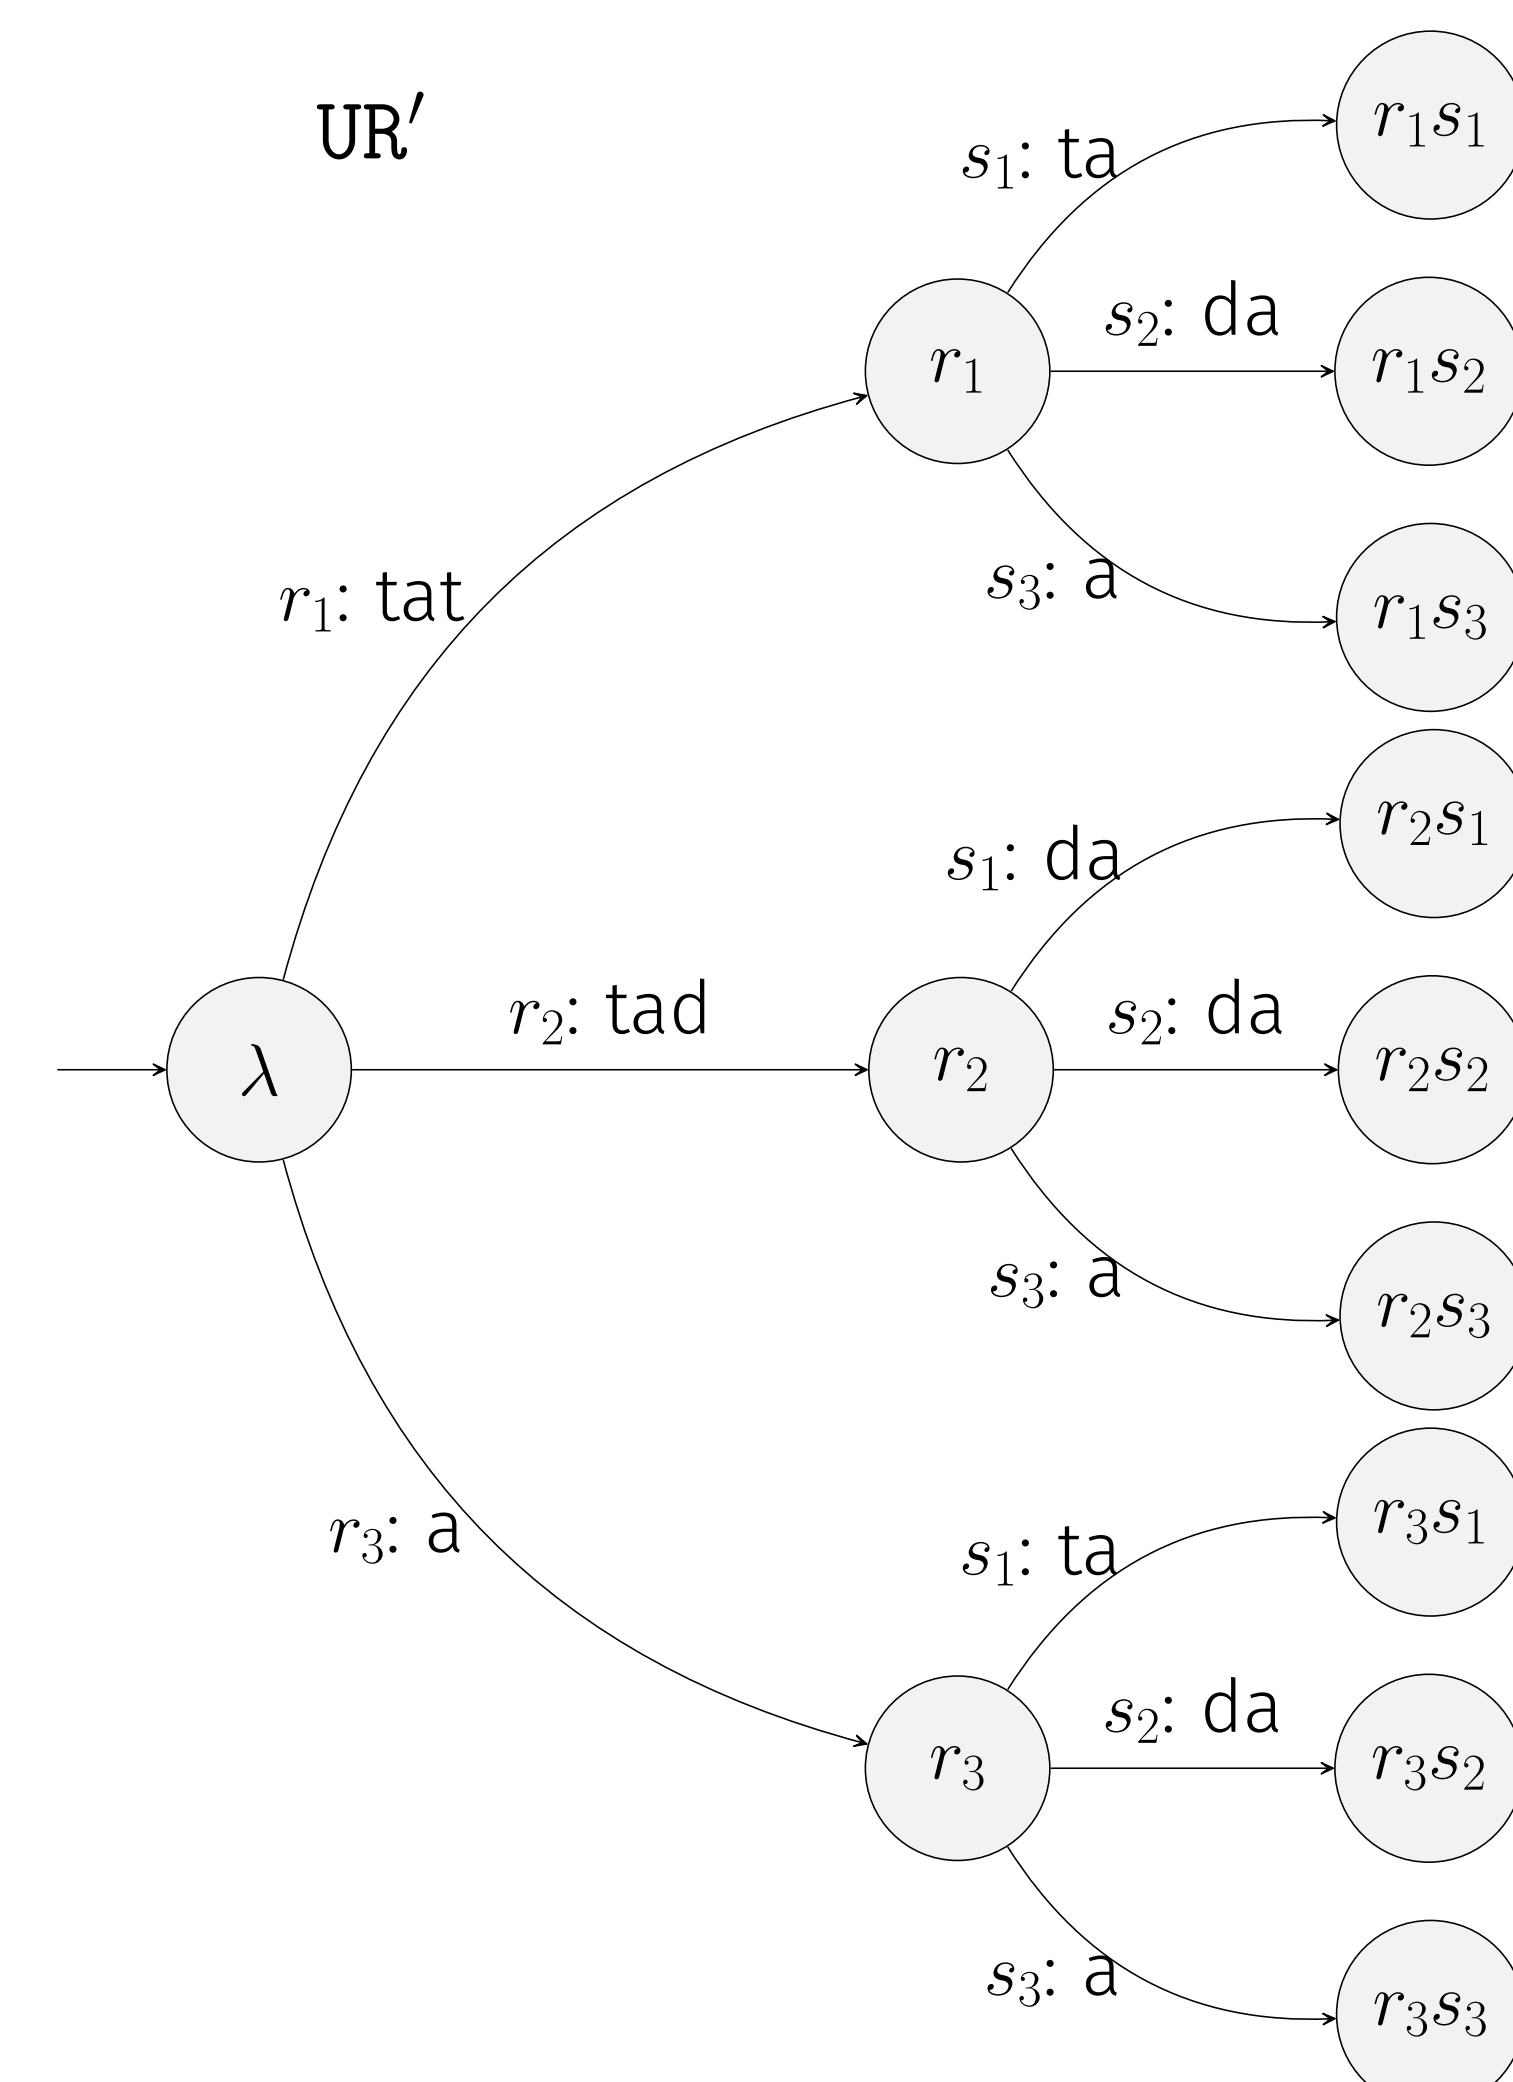 UR′
s₁: ta
r₁s₁
s₂: da
r₁
r₁s₂
s₃: a
r₁s₃
r₁: tat
s₁: da
r₂s₁
r₂: tad
s₂: da
λ
r₂
r₂s₂
s₃: a
r₂s₃
r₃: a
s₁: ta
r₃s₁
s₂: da
r₃
r₃s₂
s₃: a
r₃s₃